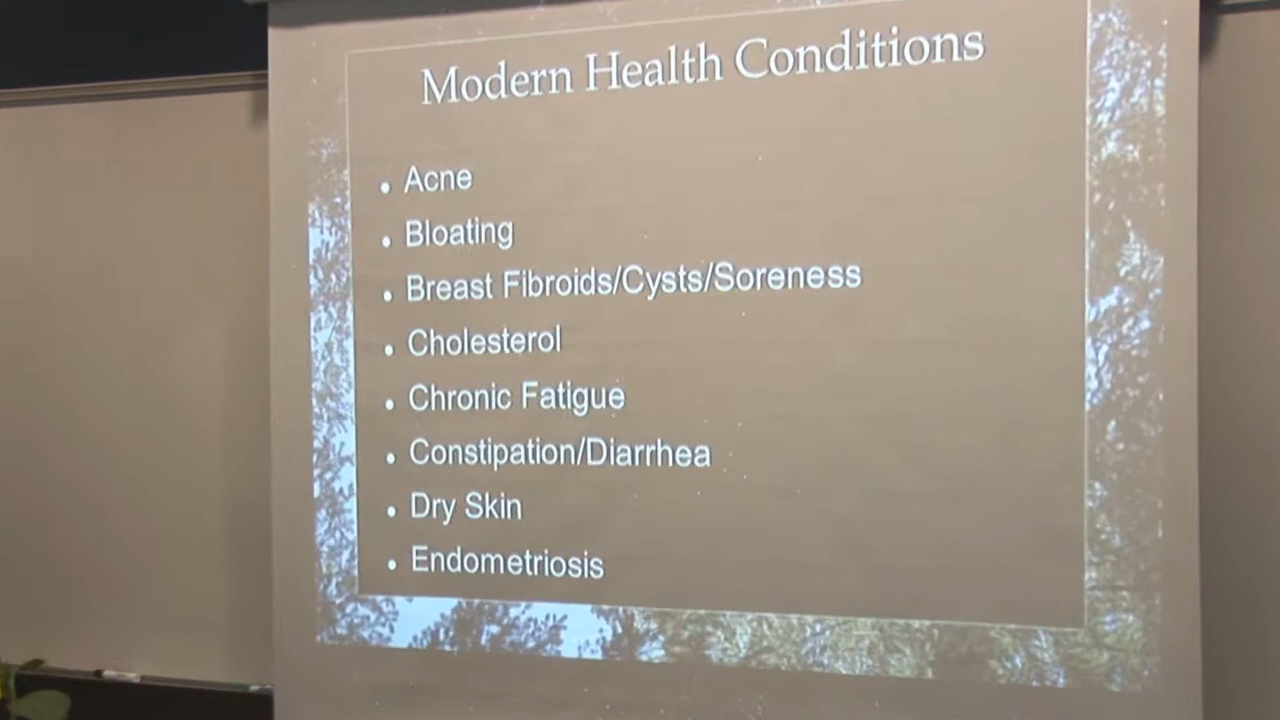 Modern Health Conditions
• Acne
• Bloating
• Breast Fibroids/Cysts/Soreness
• Cholesterol
• Chronic Fatigue
• Constipation/Diarrhea
• Dry Skin
• Endometriosis